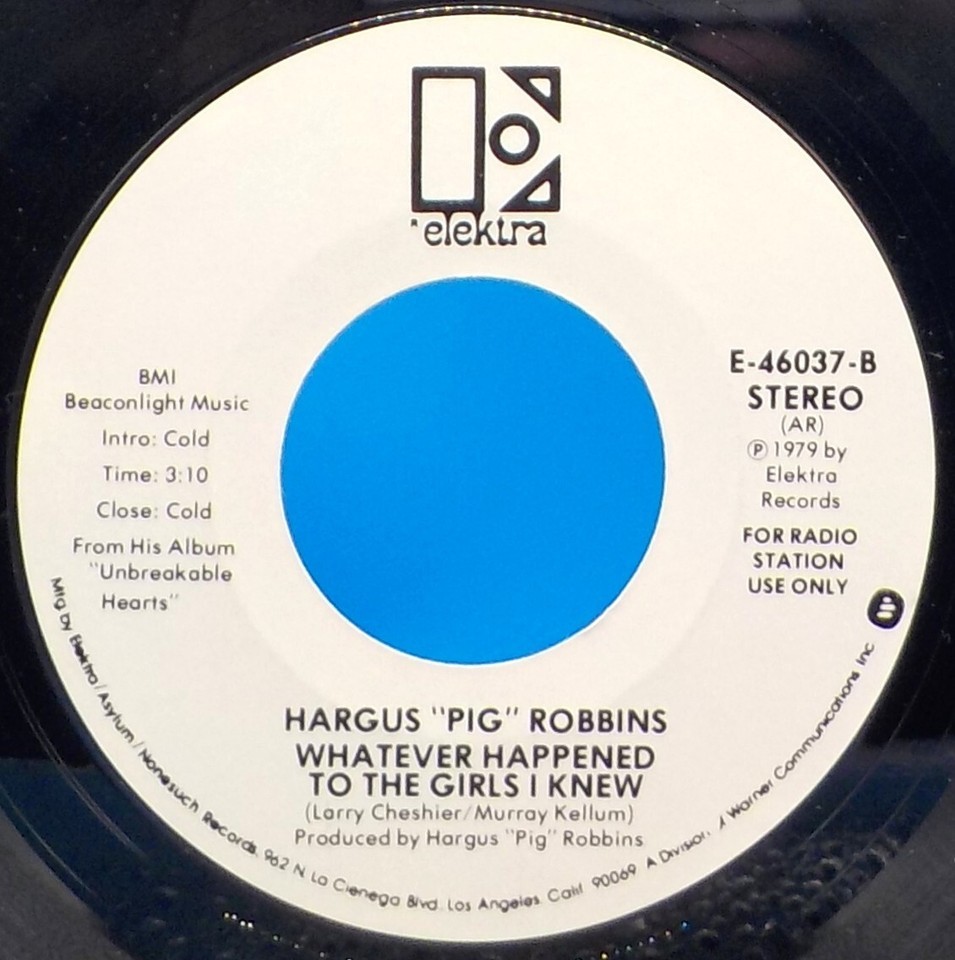 elektra
BMI
Beaconlight Music
Intro: Cold
Time: 3:10
Close: Cold
From His Album
"Unbreakable
Hearts"
E-46037-B
STEREO
(AR)
Ⓟ 1979 by
Elektra
Records
FOR RADIO
STATION
USE ONLY
HARGUS "PIG" ROBBINS
WHATEVER HAPPENED
TO THE GIRLS I KNEW
(Larry Cheshier/Murray Kellum)
Produced by Hargus "Pig" Robbins
Mfg by Elektra/Asylum/Nonesuch Records. 962 N. La Cienega Blvd. Los Angeles. Calif. 90069 A Division. A Warner Communications Inc